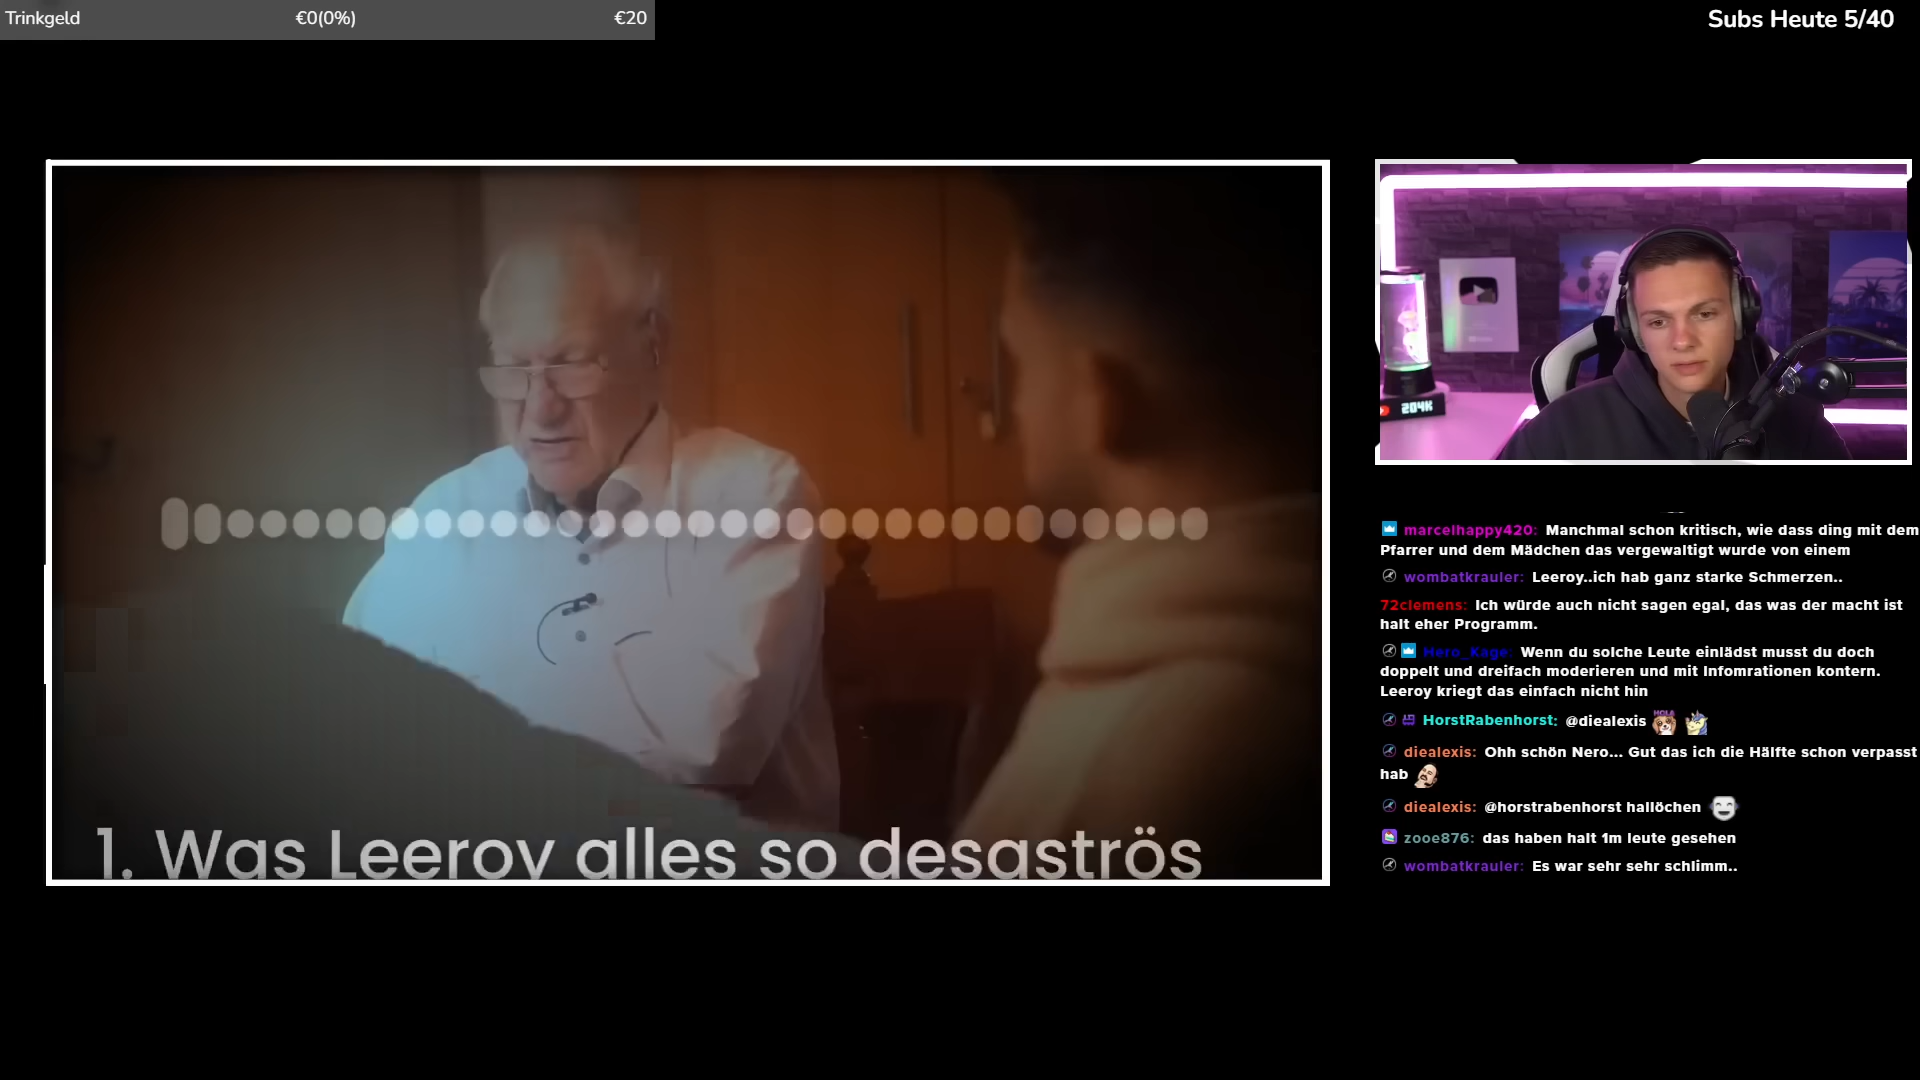 Trinkgeld €0(0%) €20
Subs Heute 5/40
204K
marcelhappy420: Manchmal schon kritisch, wie dass ding mit dem
Pfarrer und dem Mädchen das vergewaltigt wurde von einem
wombatkrauler: Leeroy..ich hab ganz starke Schmerzen..
72clemens: Ich würde auch nicht sagen egal, das was der macht ist
halt eher Programm.
Hero_Kage: Wenn du solche Leute einlädst musst du doch
doppelt und dreifach moderieren und mit Infomrationen kontern.
Leeroy kriegt das einfach nicht hin
HorstRabenhorst: @diealexis
diealexis: Ohh schön Nero... Gut das ich die Hälfte schon verpasst
hab
diealexis: @horstrabenhorst hallöchen
zooe876: das haben halt 1m leute gesehen
wombatkrauler: Es war sehr sehr schlimm..
1. Was Leeroy alles so desaströs